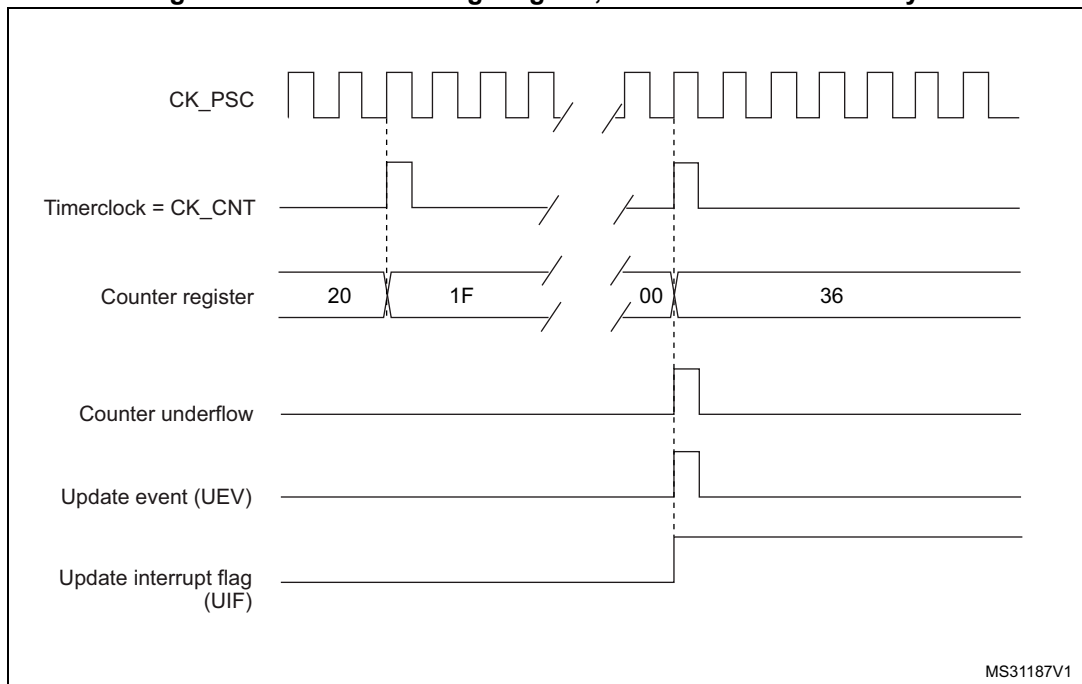 CK_PSC
Timerclock = CK_CNT
Counter register 20 1F 00 36
Counter underflow
Update event (UEV)
Update interrupt flag
(UIF)
MS31187V1